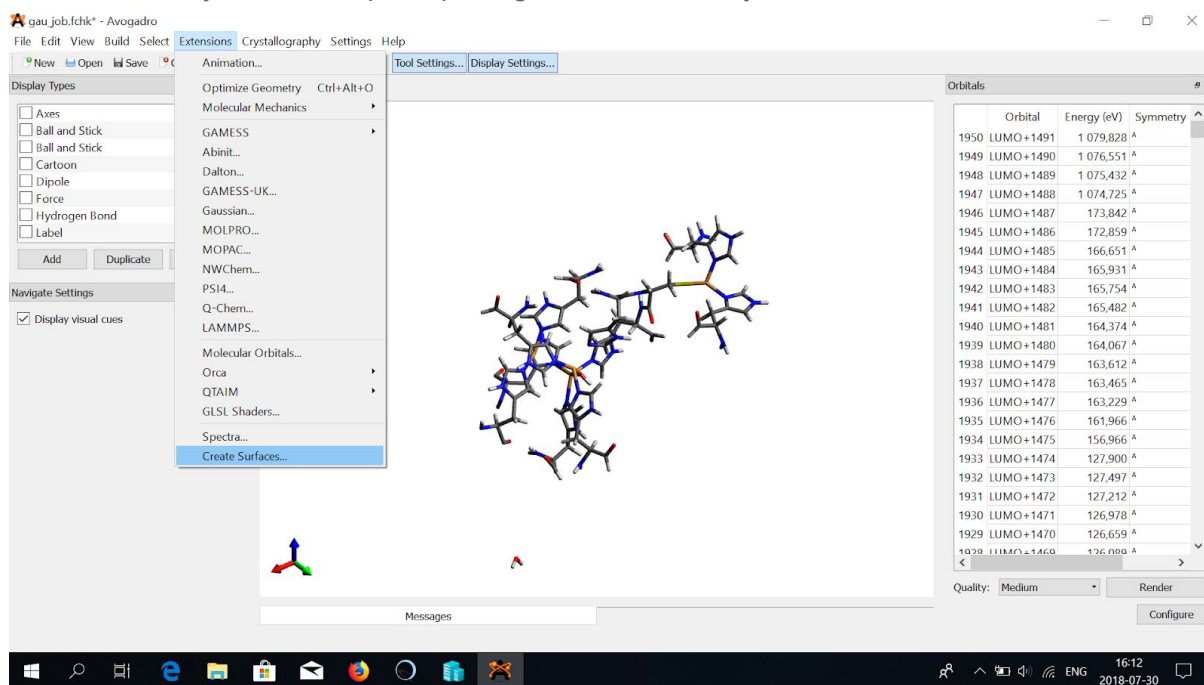 gau_job.fchk* - Avogadro
File Edit View Build Select Extensions Crystallography Settings Help
New Open Save Tool Settings... Display Settings...
Display Types
Axes
Ball and Stick
Ball and Stick
Cartoon
Dipole
Force
Hydrogen Bond
Label
Add Duplicate
Navigate Settings
Display visual cues
Animation...
Optimize Geometry Ctrl+Alt+O
Molecular Mechanics
GAMESS
Abinit...
Dalton...
GAMESS-UK...
Gaussian...
MOLPRO...
MOPAC...
NWChem...
PSI4...
Q-Chem...
LAMMPS...
Molecular Orbitals...
Orca
QTAIM
GLSL Shaders...
Spectra...
Create Surfaces...
Orbitals
Orbital Energy (eV) Symmetry
1950 LUMO+1491 1 079,828 A
1949 LUMO+1490 1 076,551 A
1948 LUMO+1489 1 075,432 A
1947 LUMO+1488 1 074,725 A
1946 LUMO+1487 173,842 A
1945 LUMO+1486 172,859 A
1944 LUMO+1485 166,651 A
1943 LUMO+1484 165,931 A
1942 LUMO+1483 165,754 A
1941 LUMO+1482 165,482 A
1940 LUMO+1481 164,374 A
1939 LUMO+1480 164,067 A
1938 LUMO+1479 163,612 A
1937 LUMO+1478 163,465 A
1936 LUMO+1477 163,229 A
1935 LUMO+1476 161,966 A
1934 LUMO+1475 156,966 A
1933 LUMO+1474 127,900 A
1932 LUMO+1473 127,497 A
1931 LUMO+1472 127,212 A
1930 LUMO+1471 126,978 A
1929 LUMO+1470 126,659 A
1928 LUMO+1469 126,089 A
Quality: Medium Render
Configure
Messages
ENG 16:12
2018-07-30